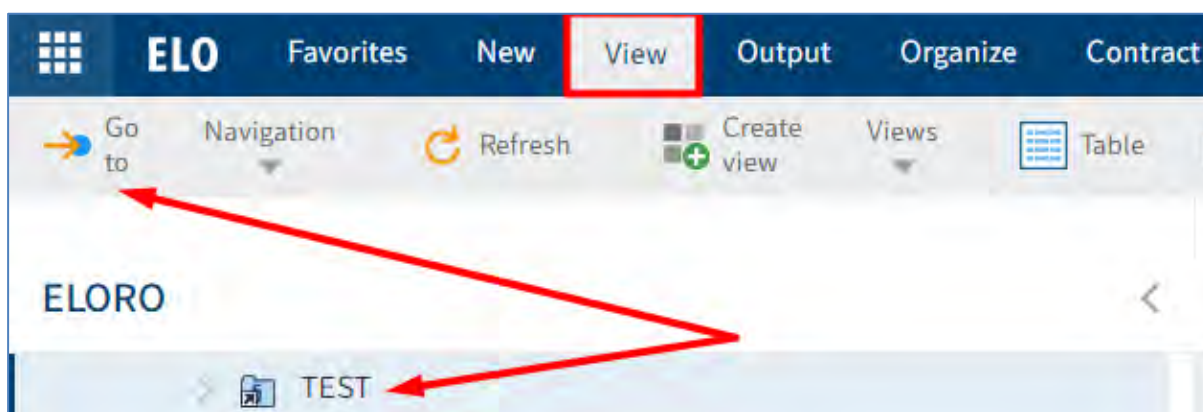 ELO Favorites New View Output Organize Contract
Go to Navigation Refresh Create view Views Table
ELORO
TEST